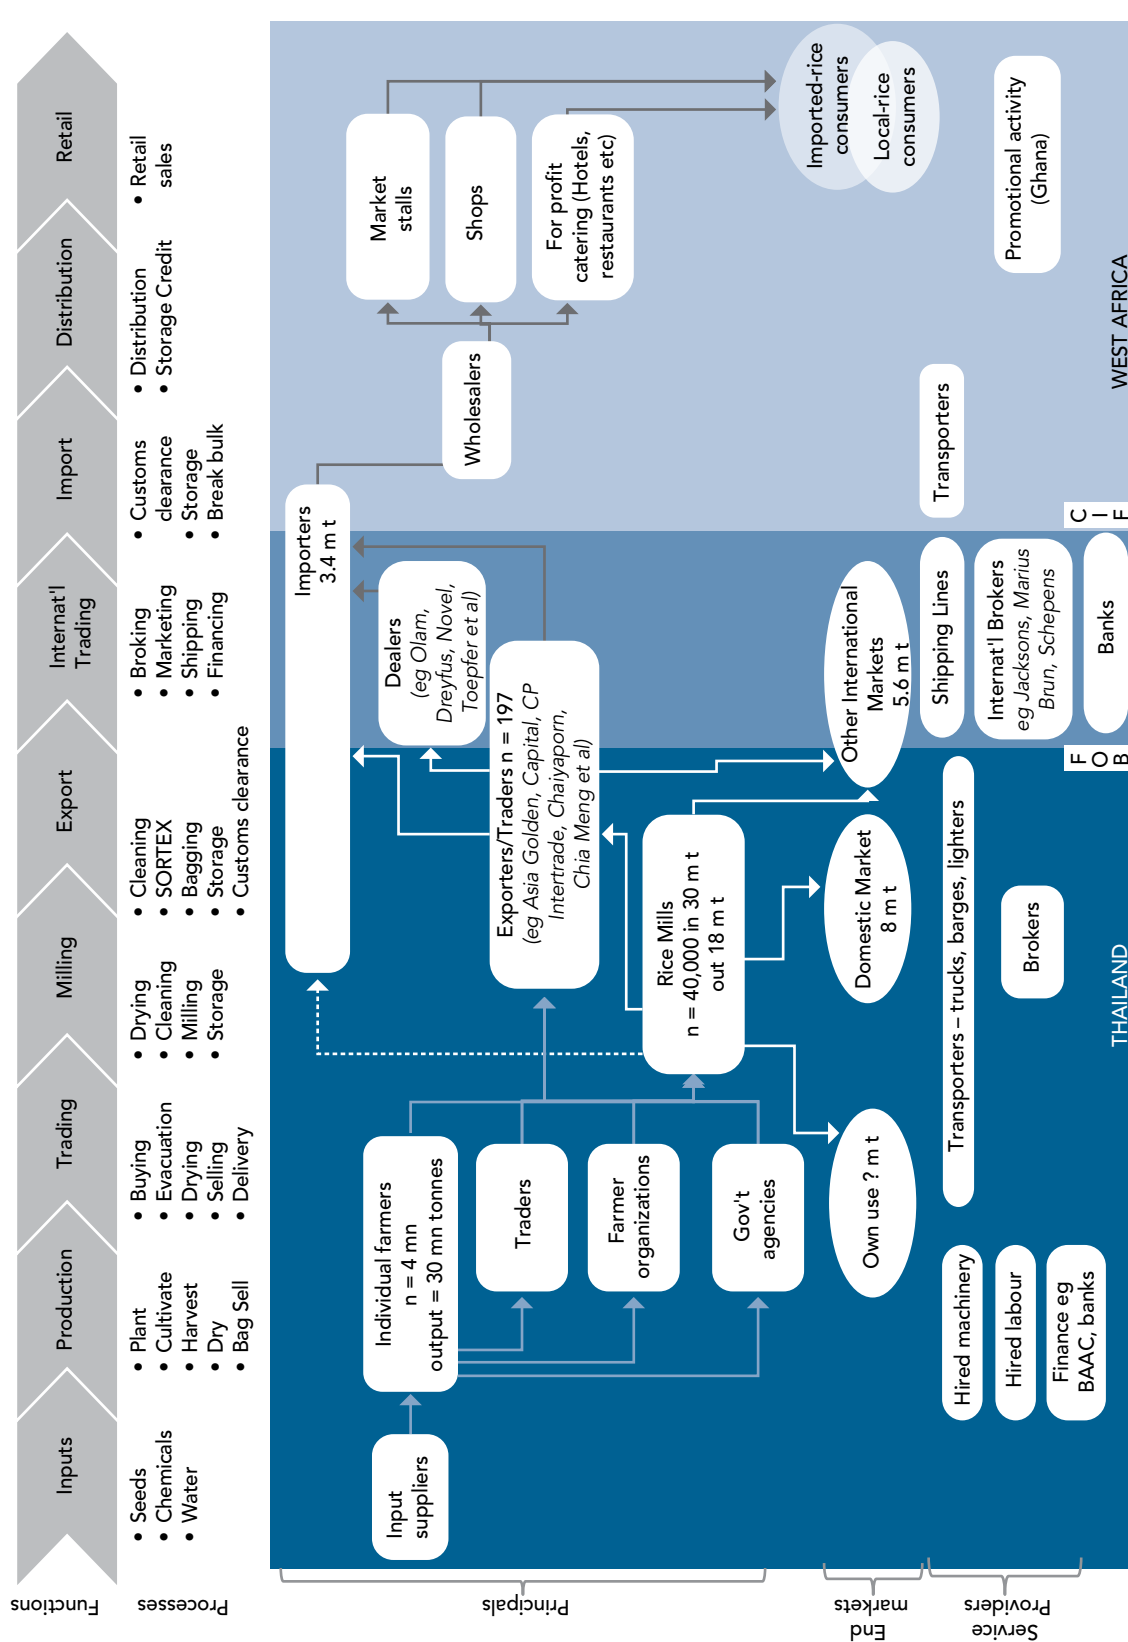 Functions
Inputs
Production
Trading
Milling
Export
Internat'l
Trading
Import
Distribution
Retail
Processes
• Seeds
• Chemicals
• Water
• Plant
• Cultivate
• Harvest
• Dry
• Bag Sell
• Buying
• Evacuation
• Drying
• Selling
• Delivery
• Drying
• Cleaning
• Milling
• Storage
• Cleaning
• SORTEX
• Bagging
• Storage
• Customs clearance
• Broking
• Marketing
• Shipping
• Financing
• Customs
clearance
• Storage
• Break bulk
• Distribution
• Storage Credit
• Retail
sales
Principals
Input
suppliers
Individual farmers
n = 4 mn
output = 30 mn tonnes
Traders
Farmer
organizations
Gov't
agencies
Rice Mills
n = 40,000 in 30 m t
out 18 m t
Exporters/Traders n = 197
(eg Asia Golden, Capital, CP
Intertrade, Chaiyaporn,
Chia Meng et al)
Dealers
(eg Olam,
Dreyfus, Novel,
Toepfer et al)
Importers
3.4 m t
Wholesalers
Market
stalls
Shops
For profit
catering (Hotels,
restaurants etc)
End
markets
Own use ? m t
Domestic Market
8 m t
Other International
Markets
5.6 m t
Imported-rice
consumers
Local-rice
consumers
Service
Providers
Hired machinery
Hired labour
Finance eg
BAAC, banks
Transporters – trucks, barges, lighters
Brokers
Shipping Lines
Internat'l Brokers
eg Jacksons, Marius
Brun, Schepens
Banks
Transporters
Promotional activity
(Ghana)
F
O
B
C
I
F
THAILAND
WEST AFRICA